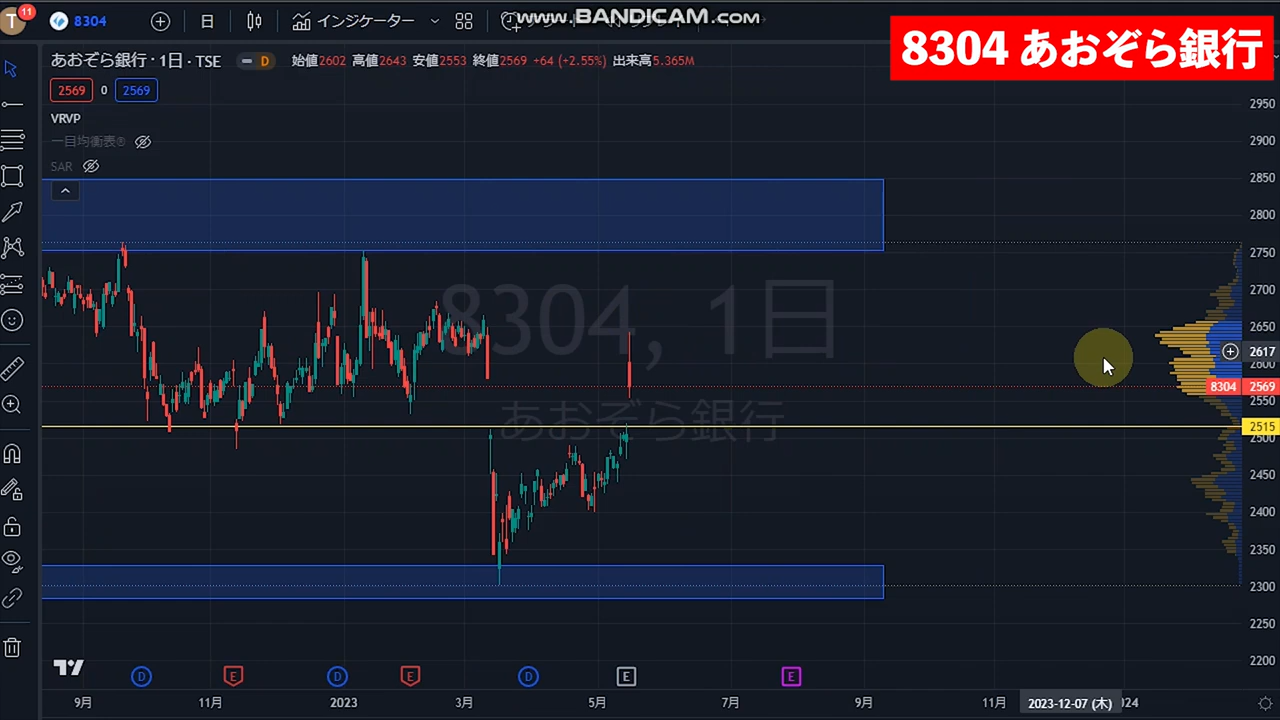 www.BANDICAM.com
T 11 8304 日 インジケーター
8304 あおぞら銀行
あおぞら銀行・1日・TSE D 始値2602 高値2643 安値2553 終値2569 +64 (+2.55%) 出来高5.365M
2569 0 2569
VRVP
一目均衡表®
SAR
8304, 1日
あおぞら銀行
2950
2900
2850
2800
2750
2700
2650
2617
2600
8304 2569
2550
2515
2500
2450
2400
2350
2300
2250
2200
D E D E D E E
9月 11月 2023 3月 5月 7月 9月 11月 2023-12-07 (木)